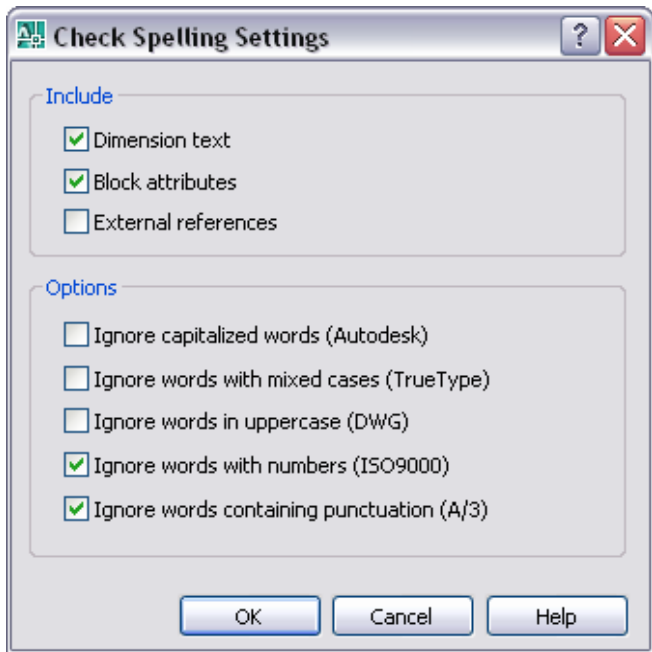 Check Spelling Settings
Include
Dimension text
Block attributes
External references
Options
Ignore capitalized words (Autodesk)
Ignore words with mixed cases (TrueType)
Ignore words in uppercase (DWG)
Ignore words with numbers (ISO9000)
Ignore words containing punctuation (A/3)
OK Cancel Help